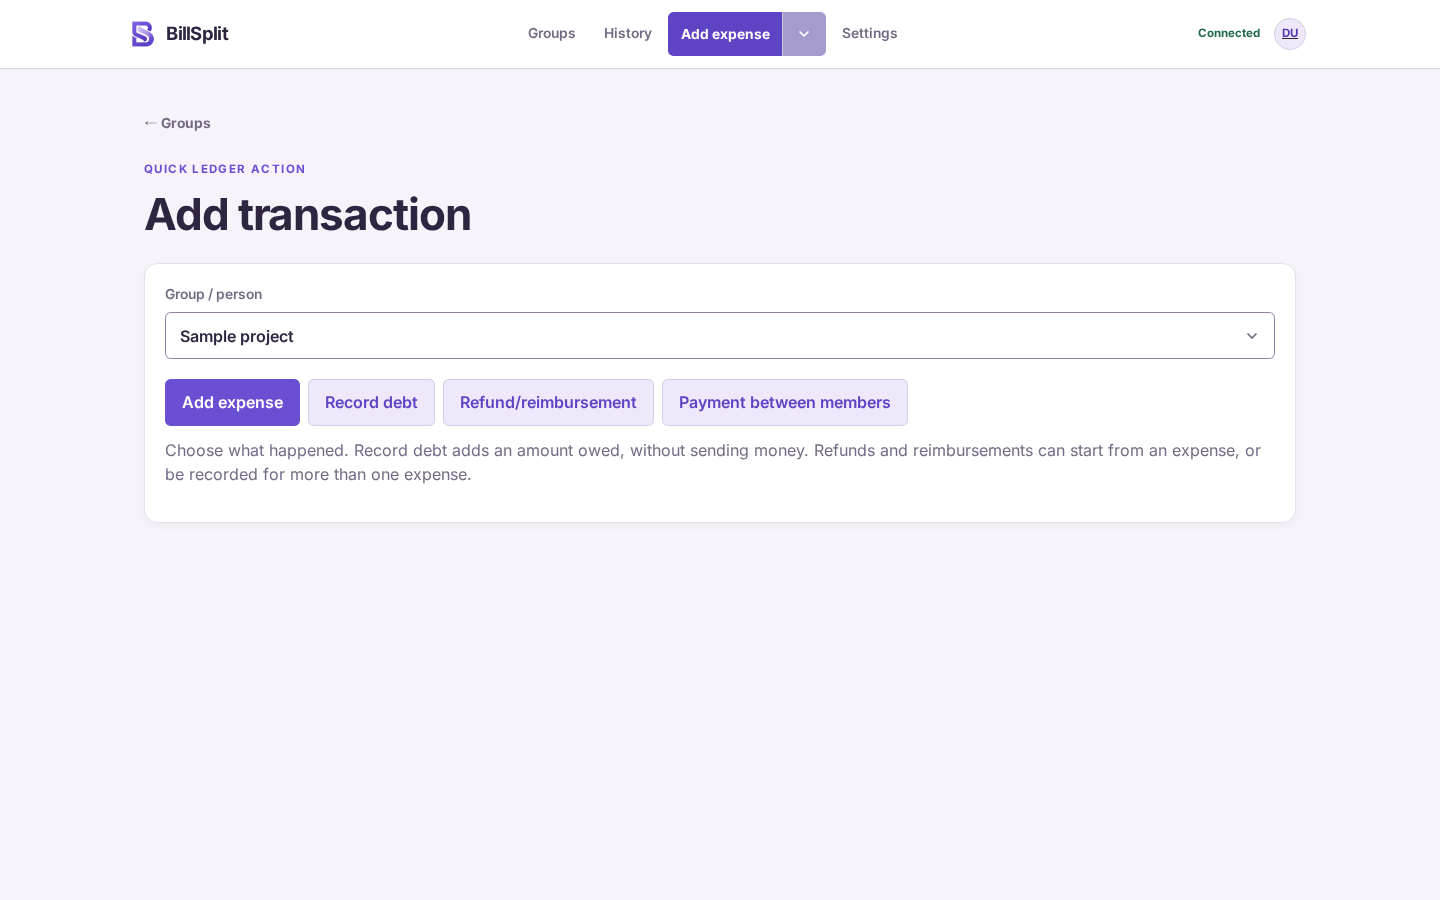 BillSplit
Groups
History
Add expense
Settings
Connected
DU
← Groups
QUICK LEDGER ACTION
Add transaction
Group / person
Sample project
Add expense
Record debt
Refund/reimbursement
Payment between members
Choose what happened. Record debt adds an amount owed, without sending money. Refunds and reimbursements can start from an expense, or
be recorded for more than one expense.